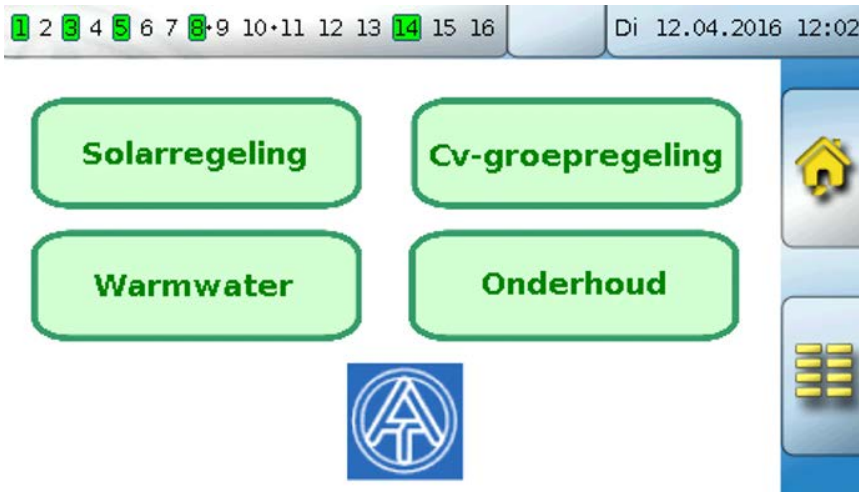 1 2 3 4 5 6 7 8•9 10•11 12 13 14 15 16 Di 12.04.2016 12:02
Solarregeling Cv-groepregeling
Warmwater Onderhoud
TA